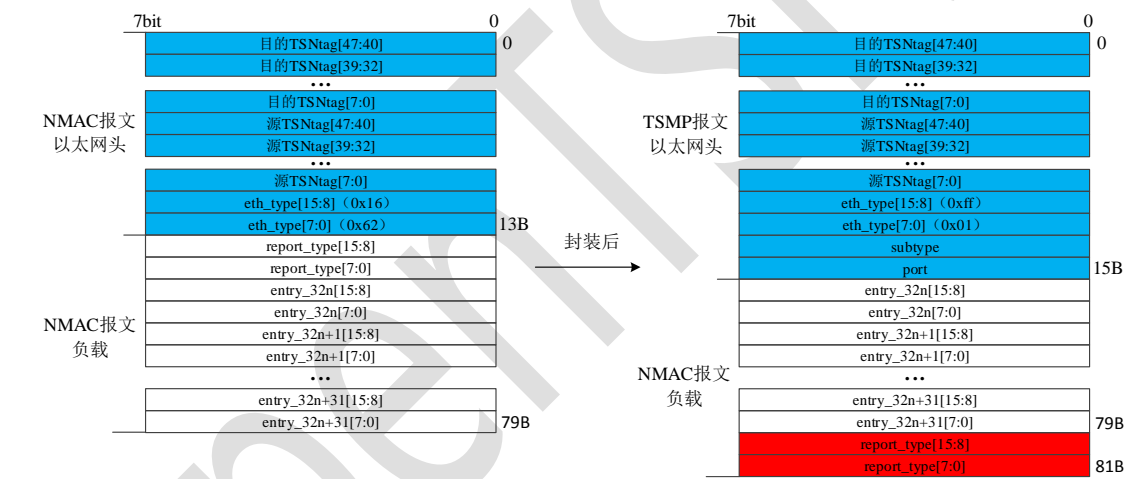 7bit 0
目的TSNtag[47:40] 0
目的TSNtag[39:32]
...
目的TSNtag[7:0]
源TSNtag[47:40]
源TSNtag[39:32]
...
源TSNtag[7:0]
eth_type[15:8]（0x16）
eth_type[7:0]（0x62） 13B
NMAC报文
以太网头
report_type[15:8]
report_type[7:0]
entry_32n[15:8]
entry_32n[7:0]
entry_32n+1[15:8]
entry_32n+1[7:0]
...
entry_32n+31[15:8]
entry_32n+31[7:0] 79B
NMAC报文
负载
封装后
7bit 0
目的TSNtag[47:40] 0
目的TSNtag[39:32]
...
目的TSNtag[7:0]
源TSNtag[47:40]
源TSNtag[39:32]
...
源TSNtag[7:0]
eth_type[15:8]（0xff）
eth_type[7:0]（0x01）
subtype
port 15B
TSMP报文
以太网头
entry_32n[15:8]
entry_32n[7:0]
entry_32n+1[15:8]
entry_32n+1[7:0]
...
entry_32n+31[15:8]
entry_32n+31[7:0] 79B
report_type[15:8]
report_type[7:0] 81B
NMAC报文
负载